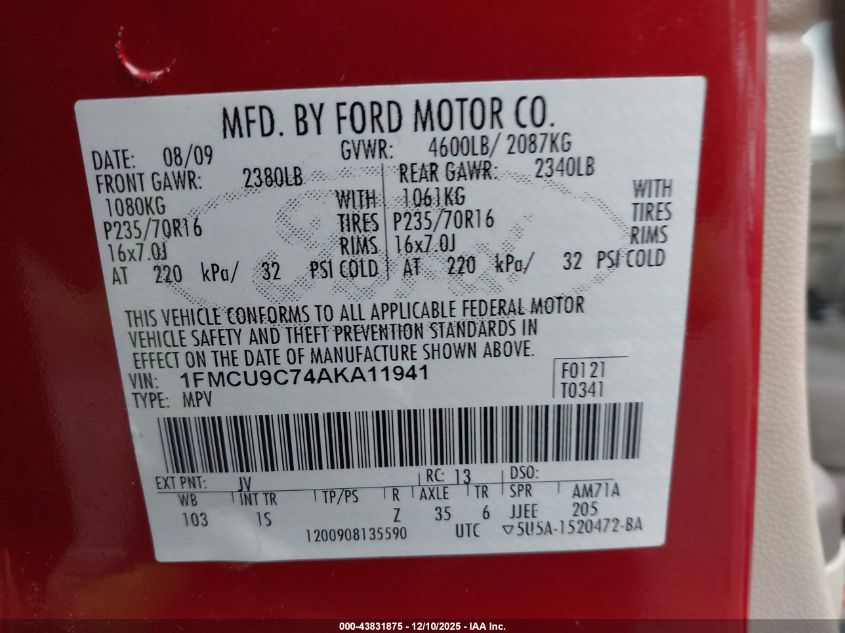 MFD. BY FORD MOTOR CO.
DATE: 08/09 GVWR: 4600LB/ 2087KG
FRONT GAWR: 2380LB REAR GAWR: 2340LB
1080KG WITH 1061KG WITH
P235/70R16 TIRES P235/70R16 TIRES
16x7.0J RIMS 16x7.0J RIMS
AT 220 kPa/ 32 PSI COLD AT 220 kPa/ 32 PSI COLD
Ford
THIS VEHICLE CONFORMS TO ALL APPLICABLE FEDERAL MOTOR
VEHICLE SAFETY AND THEFT PREVENTION STANDARDS IN
EFFECT ON THE DATE OF MANUFACTURE SHOWN ABOVE.
VIN: 1FMCU9C74AKA11941 F0121
TYPE: MPV T0341
EXT PNT: JV RC: 13 DSO:
WB INT TR TP/PS R AXLE TR SPR AM71A
103 1S Z 35 6 JJEE 205
1200908135590 UTC ▽5U5A-1520472-BA
000-43831875 - 12/10/2025 - IAA Inc.